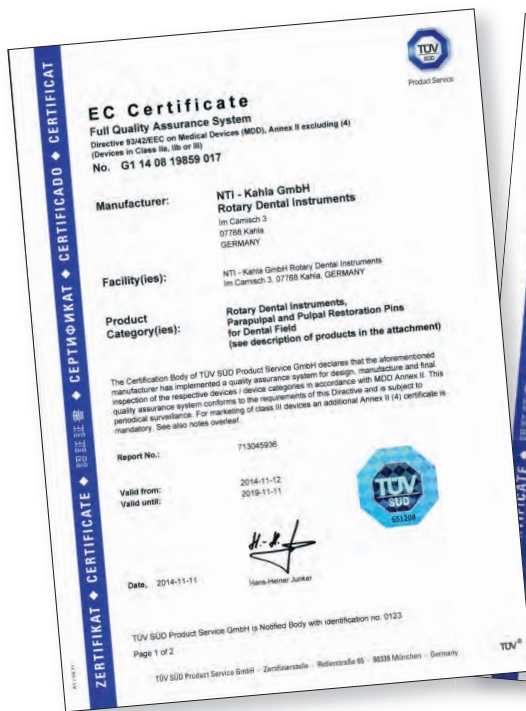 ZERTIFIKAT ◆ CERTIFICATE ◆ 認証証書 ◆ СЕРТИФИКАТ ◆ CERTIFICADO ◆ CERTIFICAT
TÜV
SÜD
Product Service
EC Certificate
Full Quality Assurance System
Directive 93/42/EEC on Medical Devices (MDD), Annex II excluding (4)
(Devices in Class IIa, IIb or III)
No. G1 14 08 19859 017
Manufacturer: NTI - Kahla GmbH
Rotary Dental Instruments
Im Camisch 3
07768 Kahla
GERMANY
Facility(ies): NTI - Kahla GmbH Rotary Dental Instruments
Im Camisch 3, 07768 Kahla, GERMANY
Product
Category(ies): Rotary Dental Instruments,
Parapulpal and Pulpal Restoration Pins
for Dental Field
(see description of products in the attachment)
The Certification Body of TÜV SÜD Product Service GmbH declares that the aforementioned
manufacturer has implemented a quality assurance system for design, manufacture and final
inspection of the respective devices / device categories in accordance with MDD Annex II. This
quality assurance system conforms to the requirements of this Directive and is subject to
periodical surveillance. For marketing of class III devices an additional Annex II (4) certificate is
mandatory. See also notes overleaf.
Report No.: 713045936
Valid from: 2014-11-12
Valid until: 2019-11-11
TÜV
SÜD
651208
Date, 2014-11-11
Hans-Heiner Junker
TÜV SÜD Product Service GmbH is Notified Body with identification no. 0123
Page 1 of 2
TÜV SÜD Product Service GmbH · Zertifizierstelle · Ridlerstraße 65 · 80339 München · Germany
TÜV®